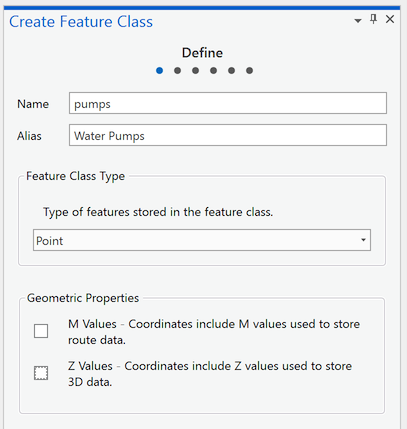 Create Feature Class
Define
Name pumps
Alias Water Pumps
Feature Class Type
Type of features stored in the feature class.
Point
Geometric Properties
M Values - Coordinates include M values used to store
route data.
Z Values - Coordinates include Z values used to store
3D data.